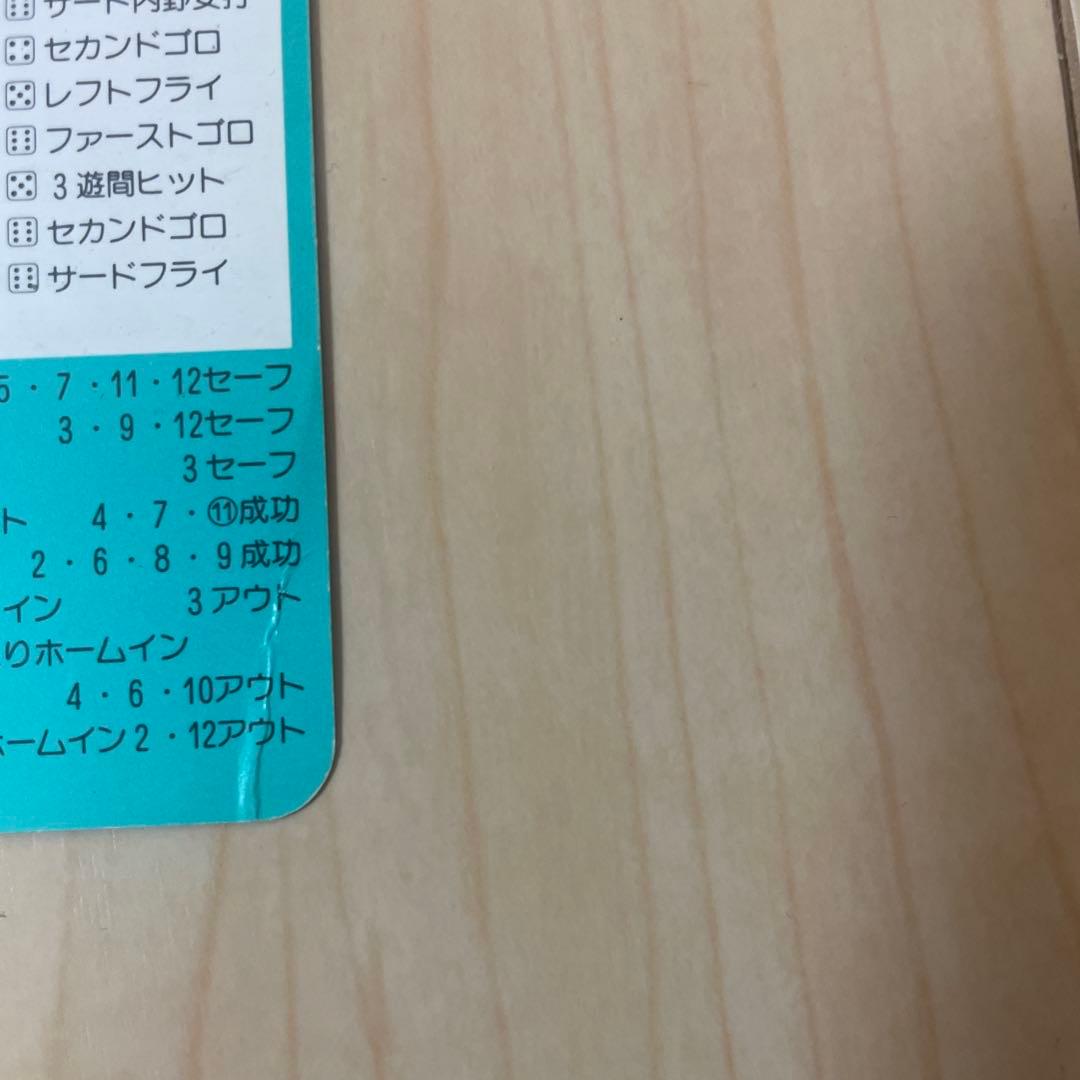 セカンドゴロ
レフトフライ
ファーストゴロ
3遊間ヒット
セカンドゴロ
サードフライ
・7・11・12セーフ
3・9・12セーフ
3セーフ
ト 4・7・⑪成功
2・6・8・9成功
イン 3アウト
りホームイン
4・6・10アウト
ホームイン2・12アウト